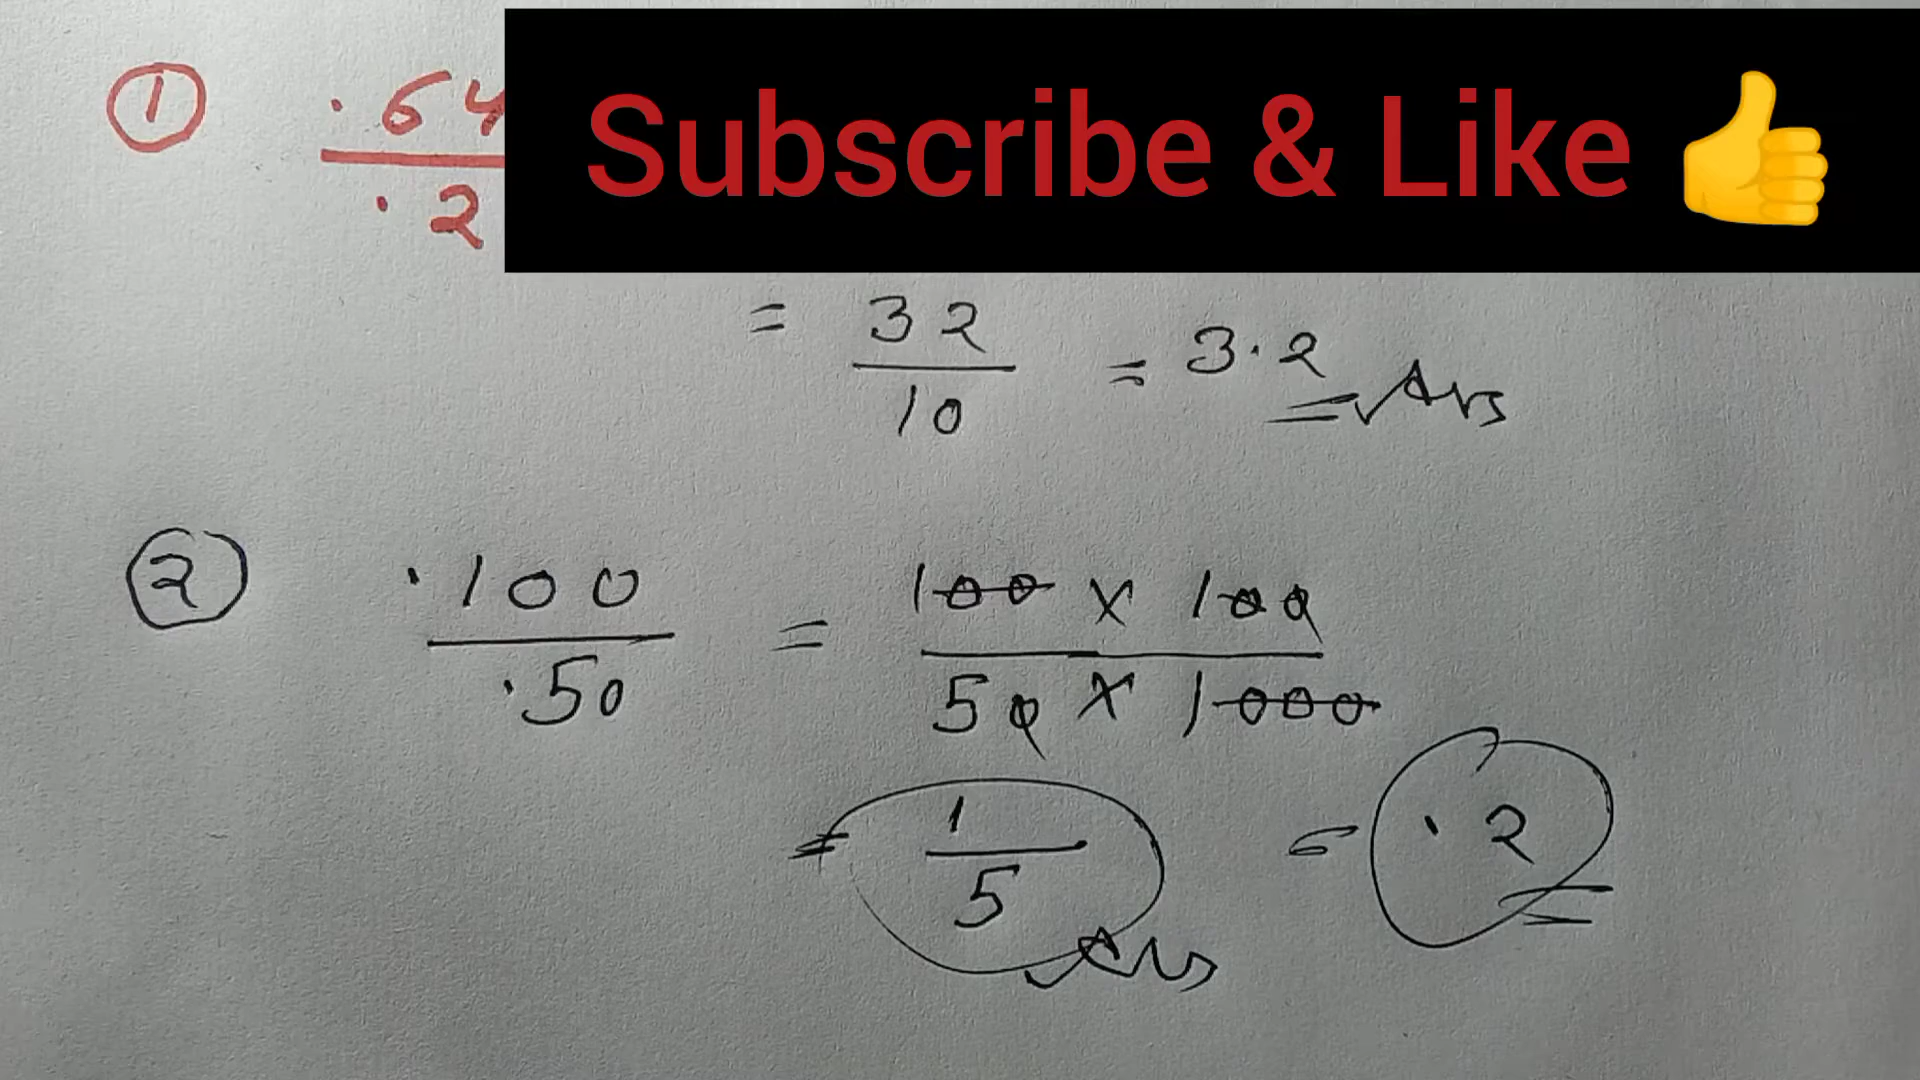 Subscribe & Like 👍
① .64
.2
= 32/10 = 3.2 Ans
② .100/.50 = 100 x 100/50 x 1000
= 1/5 Ans = .2